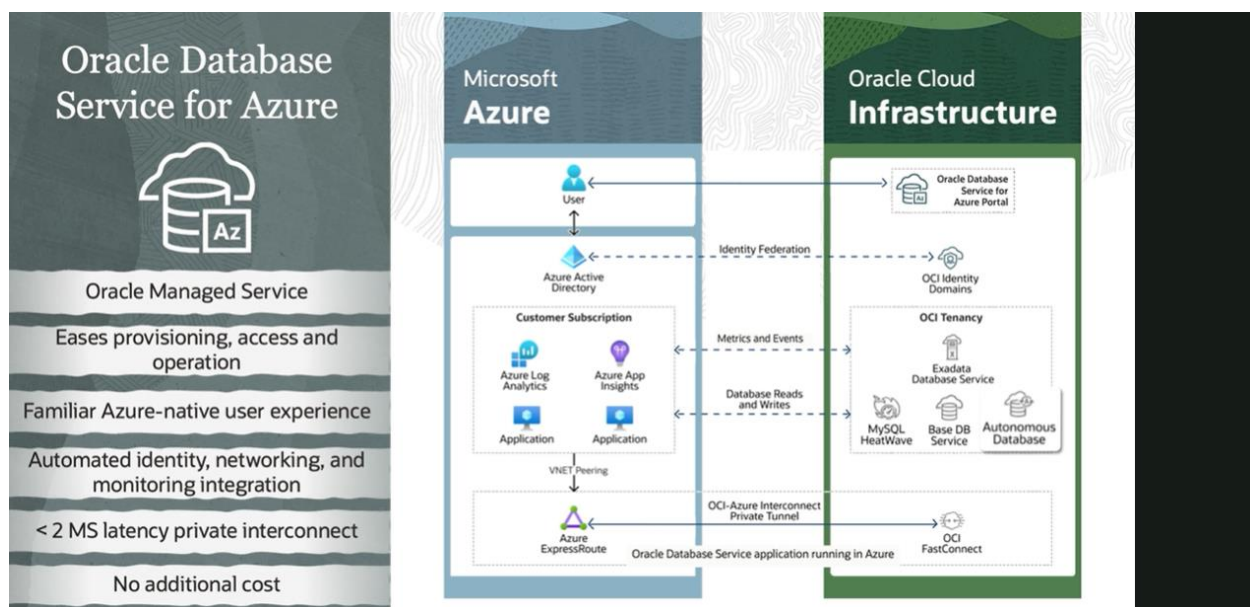 Oracle Database
Service for Azure
Az
Oracle Managed Service
Eases provisioning, access and
operation
Familiar Azure-native user experience
Automated identity, networking, and
monitoring integration
< 2 MS latency private interconnect
No additional cost
Microsoft
Azure
Oracle Cloud
Infrastructure
User
Az
Oracle Database
Service for
Azure Portal
Azure Active
Directory
Identity Federation
OCI Identity
Domains
Customer Subscription
Azure Log
Analytics
Azure App
Insights
Application
Application
Metrics and Events
Database Reads
and Writes
OCI Tenancy
Exadata
Database Service
MySQL
HeatWave
Base DB
Service
Autonomous
Database
VNET Peering
Azure
ExpressRoute
OCI-Azure Interconnect
Private Tunnel
OCI
FastConnect
Oracle Database Service application running in Azure